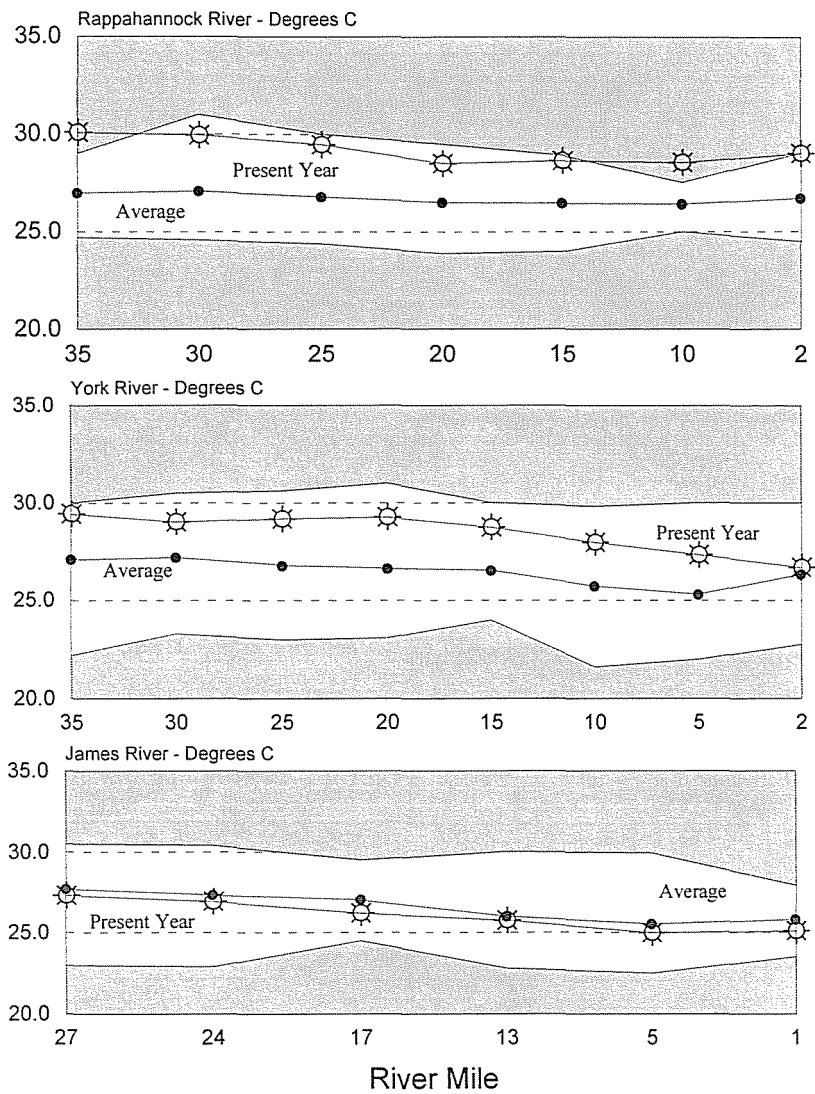 Rappahannock River - Degrees C
35.0
30.0
Present Year
Average
25.0
20.0
35 30 25 20 15 10 2
York River - Degrees C
35.0
30.0
Present Year
Average
25.0
20.0
35 30 25 20 15 10 5 2
James River - Degrees C
35.0
30.0
Average
Present Year
25.0
20.0
27 24 17 13 5 1
River Mile